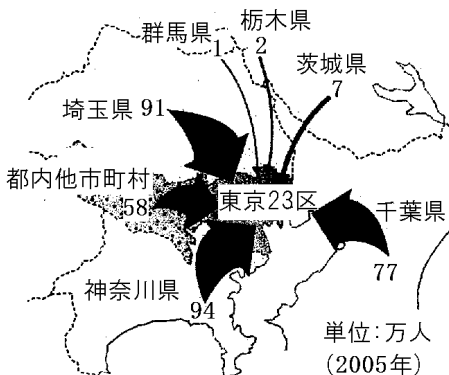 群馬県
1
栃木県
2
茨城県
7
埼玉県 91
都内他市町村
58
東京23区
千葉県
77
神奈川県
94
単位:万人
(2005年)